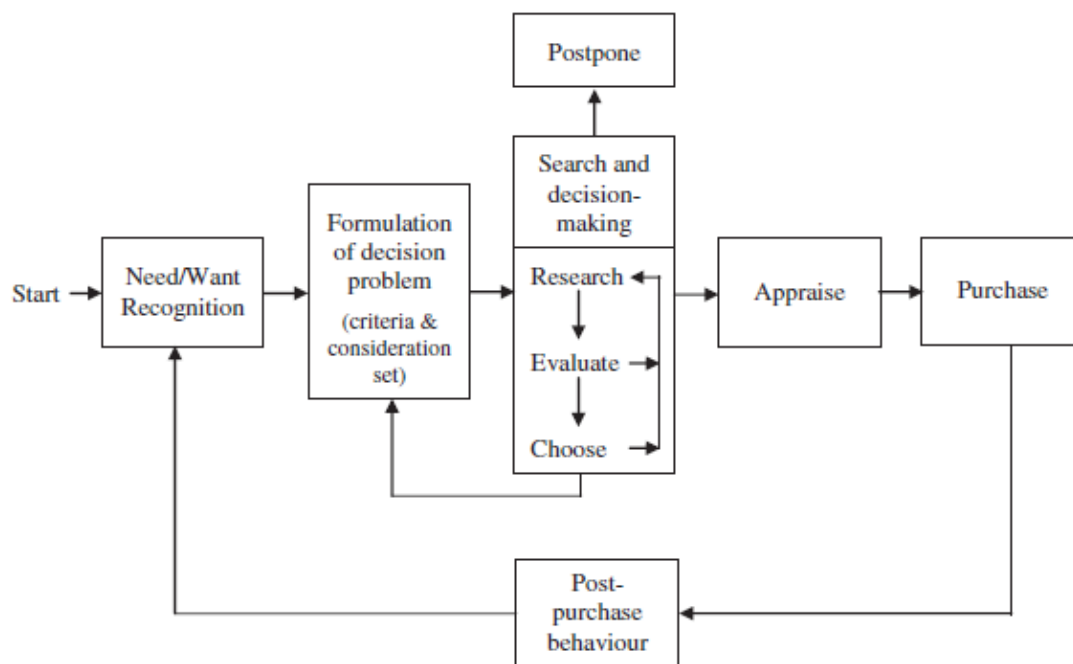 Postpone
Search and
decision-
making
Formulation
of decision
problem
(criteria &
consideration
set)
Start
Need/Want
Recognition
Research
Evaluate
Choose
Appraise
Purchase
Post-
purchase
behaviour